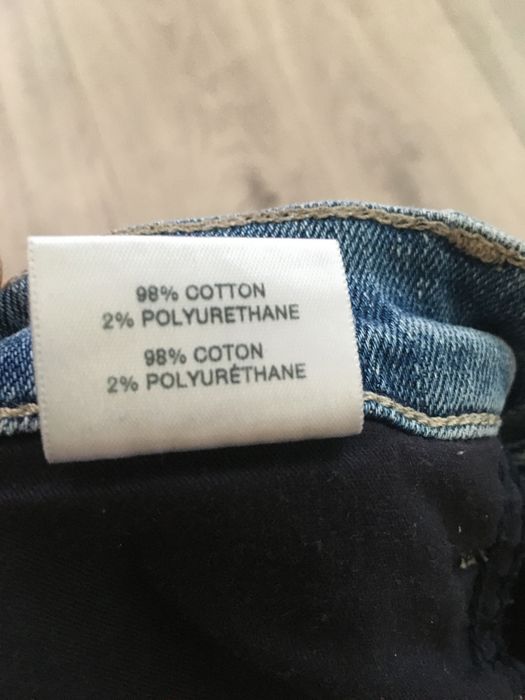 98% COTTON
2% POLYURETHANE
98% COTON
2% POLYURÉTHANE